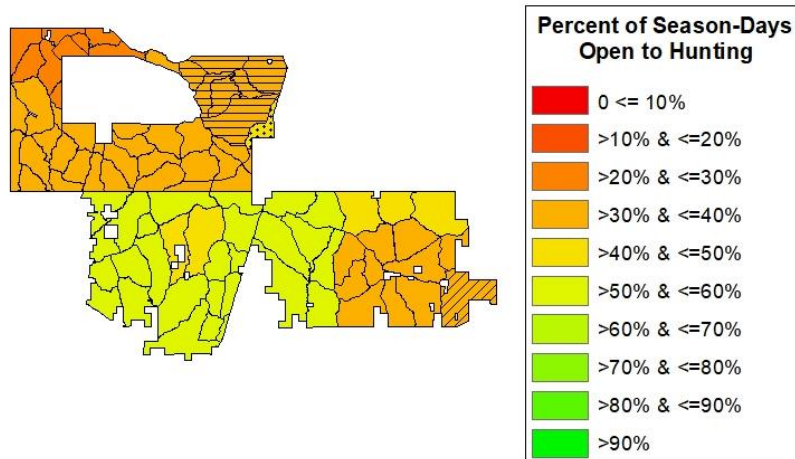 Percent of Season-Days
Open to Hunting
0 <= 10%
>10% & <=20%
>20% & <=30%
>30% & <=40%
>40% & <=50%
>50% & <=60%
>60% & <=70%
>70% & <=80%
>80% & <=90%
>90%